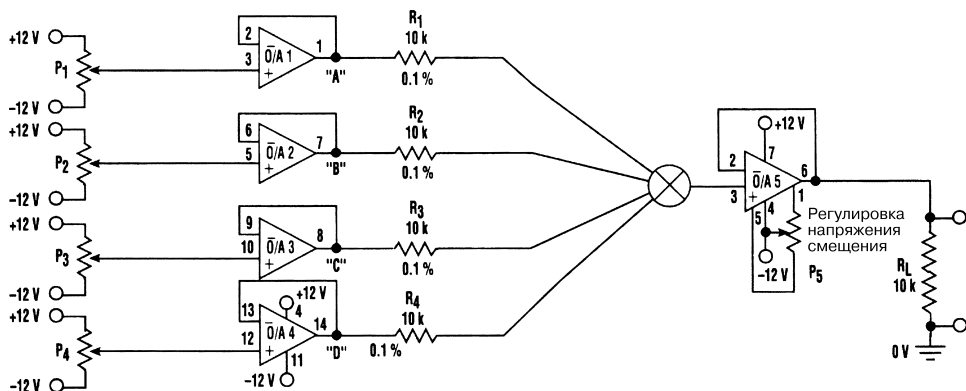 +12 V
P1
−12 V
2
3
O/A 1
+
1
"A"
R1
10 k
0.1 %
+12 V
P2
−12 V
6
5
O/A 2
+
7
"B"
R2
10 k
0.1 %
+12 V
P3
−12 V
9
10
O/A 3
+
8
"C"
R3
10 k
0.1 %
+12 V
P4
−12 V
13
12
+12 V
4
O/A 4
+
14
"D"
11
−12 V
R4
10 k
0.1 %
+12 V
7
2
3
O/A 5
+
6
5
4
1
−12 V
P5
Регулировка
напряжения
смещения
RL
10 k
0 V